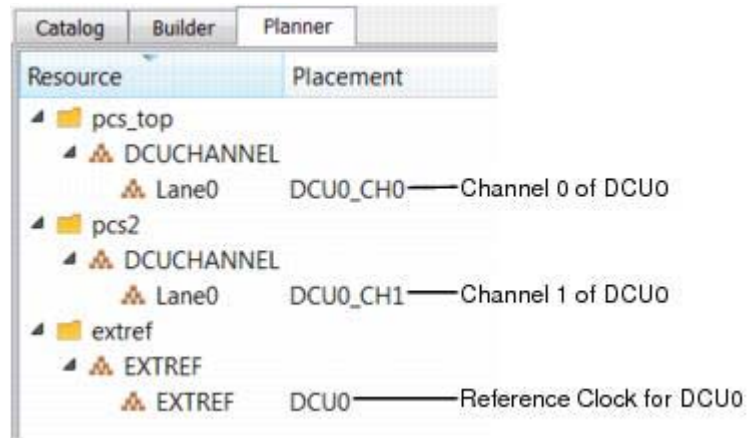 Catalog Builder Planner
Resource Placement
pcs_top
DCUCHANNEL
Lane0 DCU0_CH0 Channel 0 of DCU0
pcs2
DCUCHANNEL
Lane0 DCU0_CH1 Channel 1 of DCU0
extref
EXTREF
EXTREF DCU0 Reference Clock for DCU0